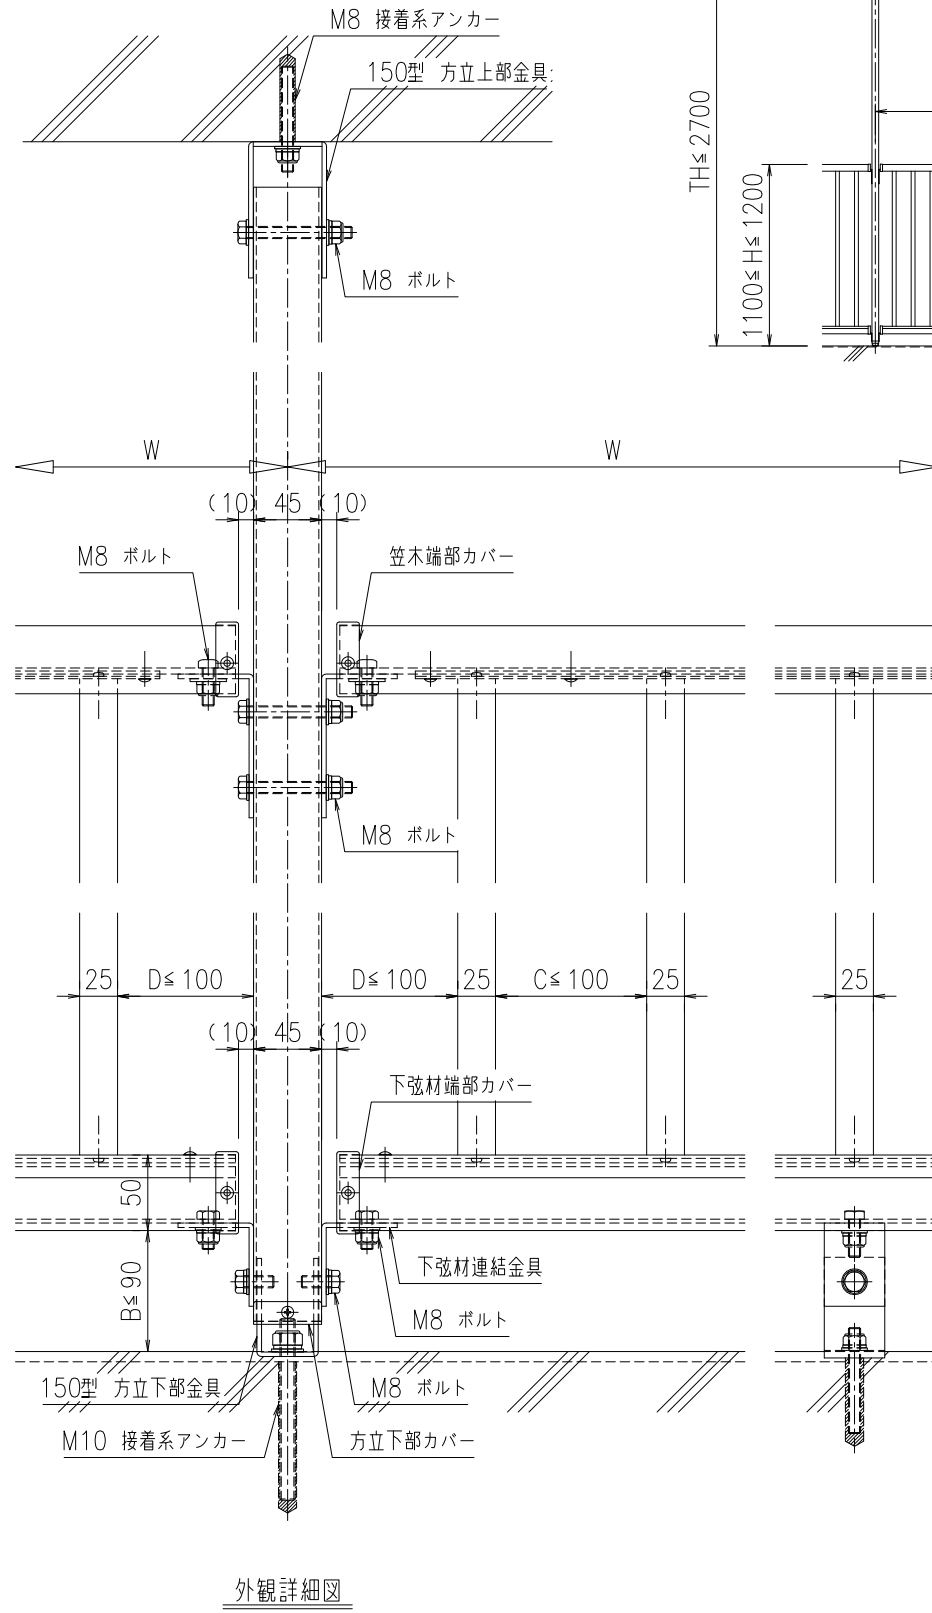 M8 接着系アンカー
150型 方立上部金具
TH≤2700
1100≤H≤1200
M8 ボルト
W
W
(10) 45 (10)
M8 ボルト
笠木端部カバー
M8 ボルト
25
D≤100
D≤100
25
C≤100
25
25
(10) 45 (10)
下弦材端部カバー
50
B≤90
下弦材連結金具
M8 ボルト
150型 方立下部金具
M8 ボルト
M10 接着系アンカー
方立下部カバー
外観詳細図